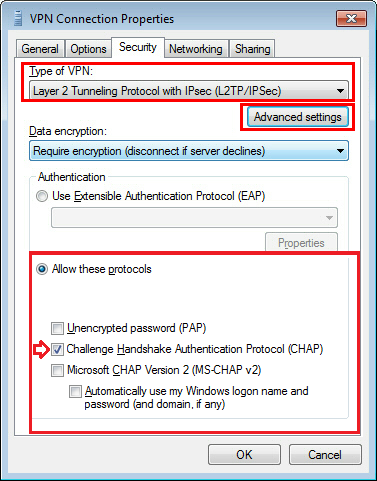 VPN Connection Properties
General Options Security Networking Sharing
Type of VPN:
Layer 2 Tunneling Protocol with IPsec (L2TP/IPSec)
Advanced settings
Data encryption:
Require encryption (disconnect if server declines)
Authentication
Use Extensible Authentication Protocol (EAP)
Properties
Allow these protocols
Unencrypted password (PAP)
Challenge Handshake Authentication Protocol (CHAP)
Microsoft CHAP Version 2 (MS-CHAP v2)
Automatically use my Windows logon name and
password (and domain, if any)
OK Cancel